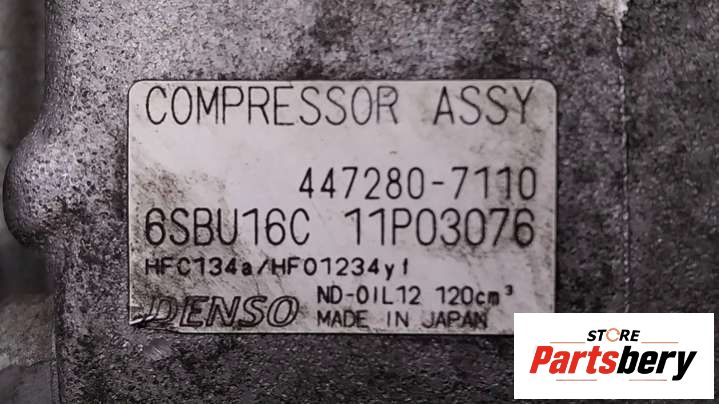 COMPRESSOR ASSY
447280-7110
6SBU16C 11P03076
HFC134a/HFO1234yf
DENSO ND-OIL12 120cm³
MADE IN JAPAN
STORE
Partsbery